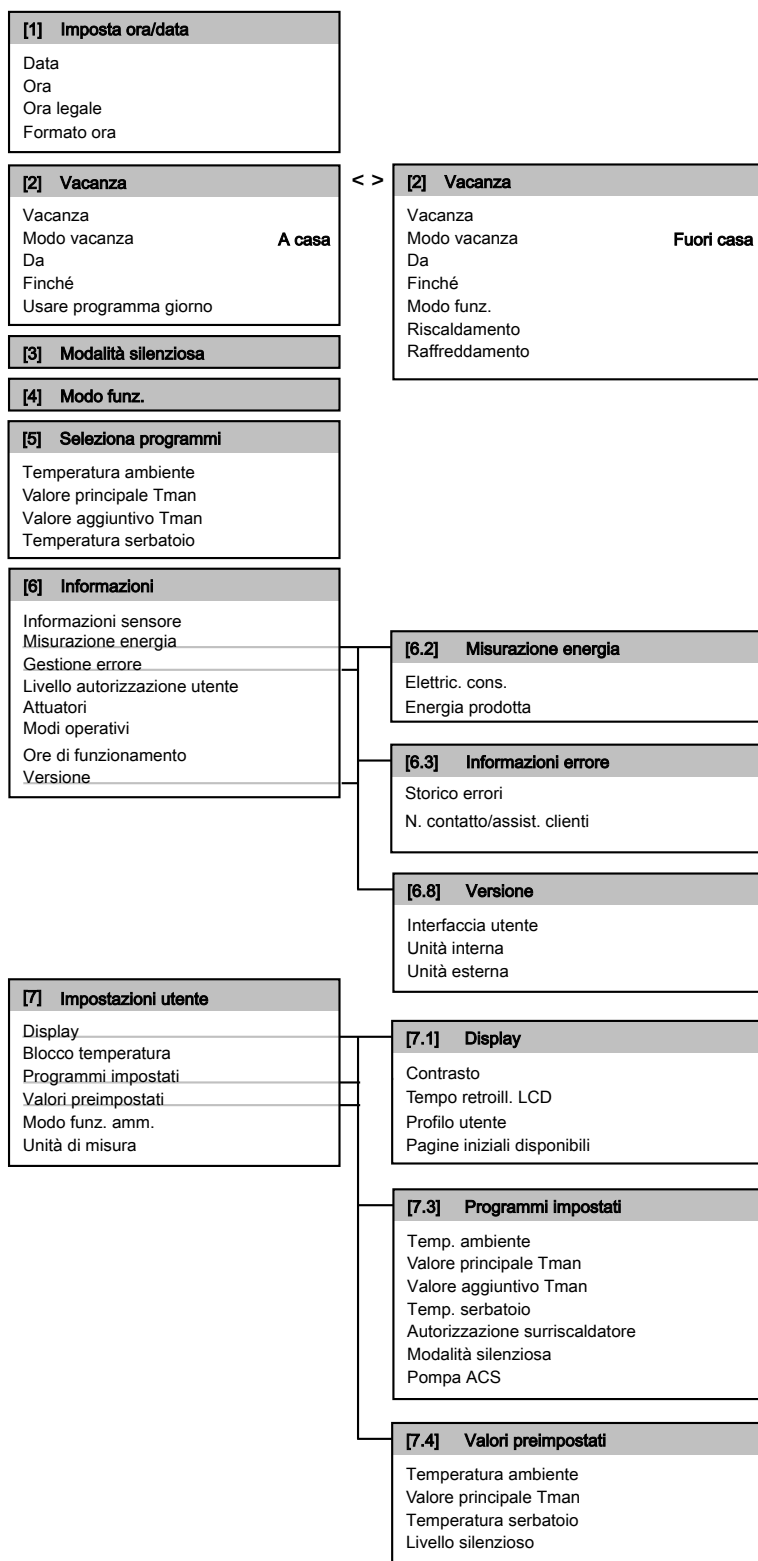 [1] Imposta ora/data
Data
Ora
Ora legale
Formato ora
[2] Vacanza
Vacanza
Modo vacanza A casa
Da
Finché
Usare programma giorno
< >
[2] Vacanza
Vacanza
Modo vacanza Fuori casa
Da
Finché
Modo funz.
Riscaldamento
Raffreddamento
[3] Modalità silenziosa
[4] Modo funz.
[5] Seleziona programmi
Temperatura ambiente
Valore principale Tman
Valore aggiuntivo Tman
Temperatura serbatoio
[6] Informazioni
Informazioni sensore
Misurazione energia
Gestione errore
Livello autorizzazione utente
Attuatori
Modi operativi
Ore di funzionamento
Versione
[6.2] Misurazione energia
Elettric. cons.
Energia prodotta
[6.3] Informazioni errore
Storico errori
N. contatto/assist. clienti
[6.8] Versione
Interfaccia utente
Unità interna
Unità esterna
[7] Impostazioni utente
Display
Blocco temperatura
Programmi impostati
Valori preimpostati
Modo funz. amm.
Unità di misura
[7.1] Display
Contrasto
Tempo retroill. LCD
Profilo utente
Pagine iniziali disponibili
[7.3] Programmi impostati
Temp. ambiente
Valore principale Tman
Valore aggiuntivo Tman
Temp. serbatoio
Autorizzazione surriscaldatore
Modalità silenziosa
Pompa ACS
[7.4] Valori preimpostati
Temperatura ambiente
Valore principale Tman
Temperatura serbatoio
Livello silenzioso